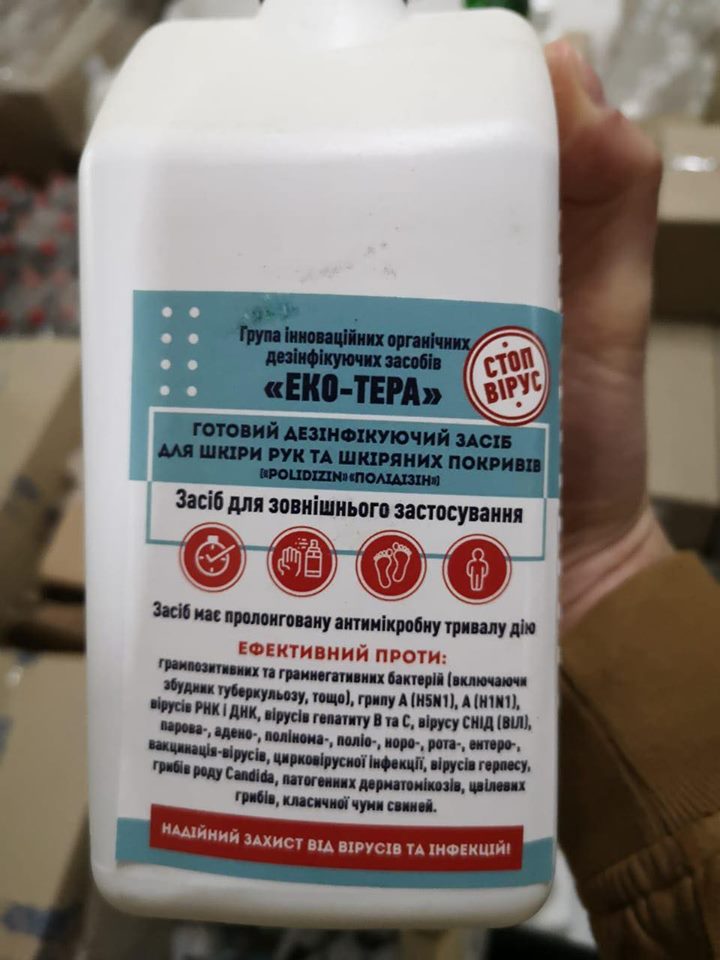 Група інноваційних органічних
дезінфікуючих засобів
«ЕКО-ТЕРА»
СТОП
ВІРУС
ГОТОВИЙ ДЕЗІНФІКУЮЧИЙ ЗАСІБ
ДЛЯ ШКІРИ РУК ТА ШКІРЯНИХ ПОКРИВІВ
(«POLIDIZIN» «ПОЛІДІЗІН»)
Засіб для зовнішнього застосування
Засіб має пролонговану антимікробну тривалу дію
ЕФЕКТИВНИЙ ПРОТИ:
грампозитивних та грамнегативних бактерій (включаючи
збудник туберкульозу, тощо), грипу А (H5N1), А (H1N1),
вірусів РНК і ДНК, вірусів гепатиту В та С, вірусу СНІД (ВІЛ),
парова-, адено-, полінома-, поліо-, норо-, рота-, ентеро-,
вакцинація-вірусів, цирковірусної інфекції, вірусів герпесу,
грибів роду Candida, патогенних дерматомікозів, цвілевих
грибів, класичної чуми свиней.
НАДІЙНИЙ ЗАХИСТ ВІД ВІРУСІВ ТА ІНФЕКЦІЙ!